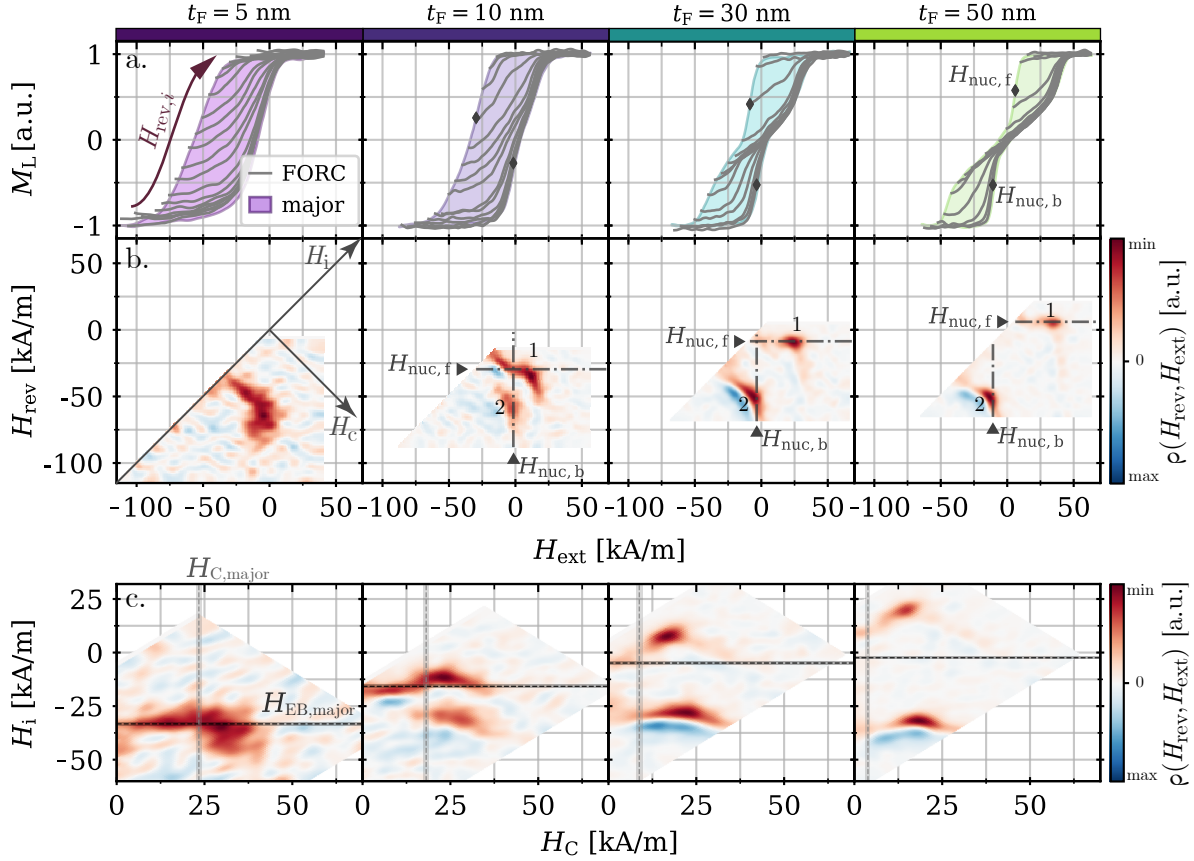 t_F = 5 nm t_F = 10 nm t_F = 30 nm t_F = 50 nm
a.
M_L [a.u.]
1
0
-1
H_rev,i
FORC
major
H_nuc, f
H_nuc, b
-100 -50 0 50 -100 -50 0 50 -100 -50 0 50 -100 -50 0 50
b.
H_rev [kA/m]
50
0
-50
-100
H_i
H_c
H_nuc, f
1
2
H_nuc, b
H_nuc, f
1
2
H_nuc, b
H_nuc, f
1
2
H_nuc, b
min
0
max
ρ(H_rev, H_ext) [a.u.]
H_ext [kA/m]
H_C,major
c.
H_i [kA/m]
25
0
-25
-50
H_EB,major
0 25 50 0 25 50 0 25 50 0 25 50
H_C [kA/m]
min
0
max
ρ(H_rev, H_ext) [a.u.]